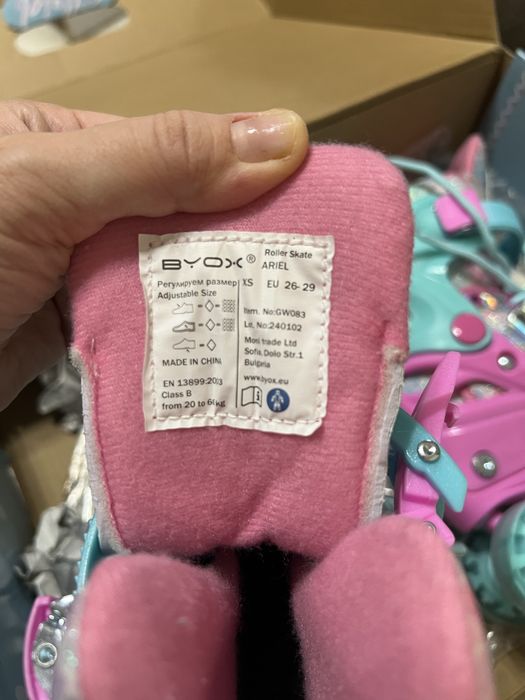 BYOX®
Roller Skate
ARIEL
Регулируем размер XS EU 26-29
Adjustable Size
Item. No:GW083
Lot. No:240102
Moni trade Ltd
Sofia, Dolo Str.1
Bulgria
MADE IN CHINA
www.byox.eu
EN 13899:2003
Class B
from 20 to 60kg